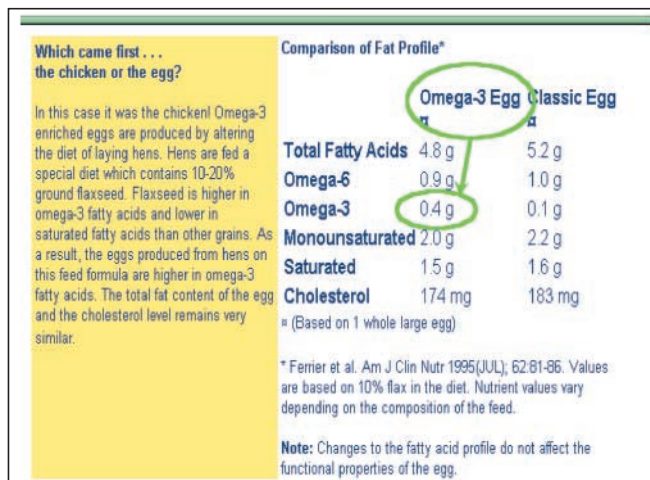 Which came first . . .
the chicken or the egg?
In this case it was the chicken! Omega-3
enriched eggs are produced by altering
the diet of laying hens. Hens are fed a
special diet which contains 10-20%
ground flaxseed. Flaxseed is higher in
omega-3 fatty acids and lower in
saturated fatty acids than other grains. As
a result, the eggs produced from hens on
this feed formula are higher in omega-3
fatty acids. The total fat content of the egg
and the cholesterol level remains very
similar.
Comparison of Fat Profile*
Omega-3 Egg Classic Egg
¤ ¤
Total Fatty Acids 4.8 g 5.2 g
Omega-6 0.9 g 1.0 g
Omega-3 0.4 g 0.1 g
Monounsaturated 2.0 g 2.2 g
Saturated 1.5 g 1.6 g
Cholesterol 174 mg 183 mg
¤ (Based on 1 whole large egg)
* Ferrier et al. Am J Clin Nutr 1995(JUL); 62:81-86. Values
are based on 10% flax in the diet. Nutrient values vary
depending on the composition of the feed.
Note: Changes to the fatty acid profile do not affect the
functional properties of the egg.